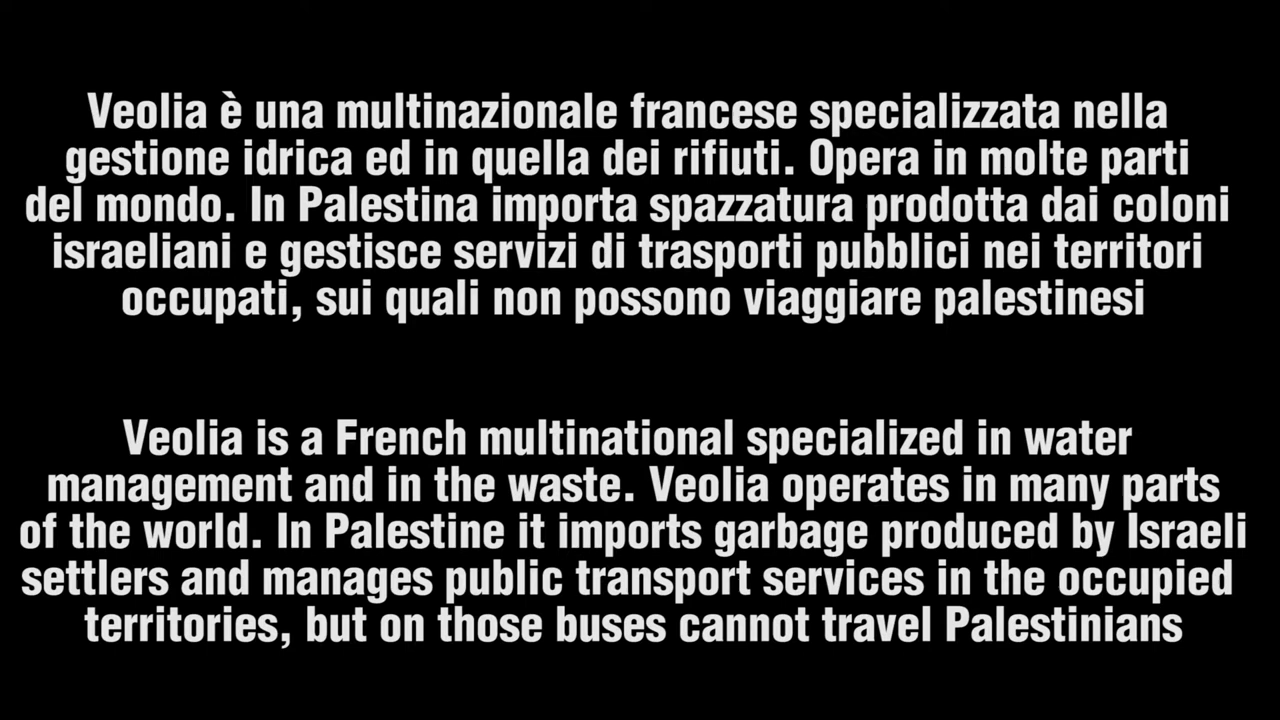 Veolia è una multinazionale francese specializzata nella
gestione idrica ed in quella dei rifiuti. Opera in molte parti
del mondo. In Palestina importa spazzatura prodotta dai coloni
israeliani e gestisce servizi di trasporti pubblici nei territori
occupati, sui quali non possono viaggiare palestinesi
Veolia is a French multinational specialized in water
management and in the waste. Veolia operates in many parts
of the world. In Palestine it imports garbage produced by Israeli
settlers and manages public transport services in the occupied
territories, but on those buses cannot travel Palestinians